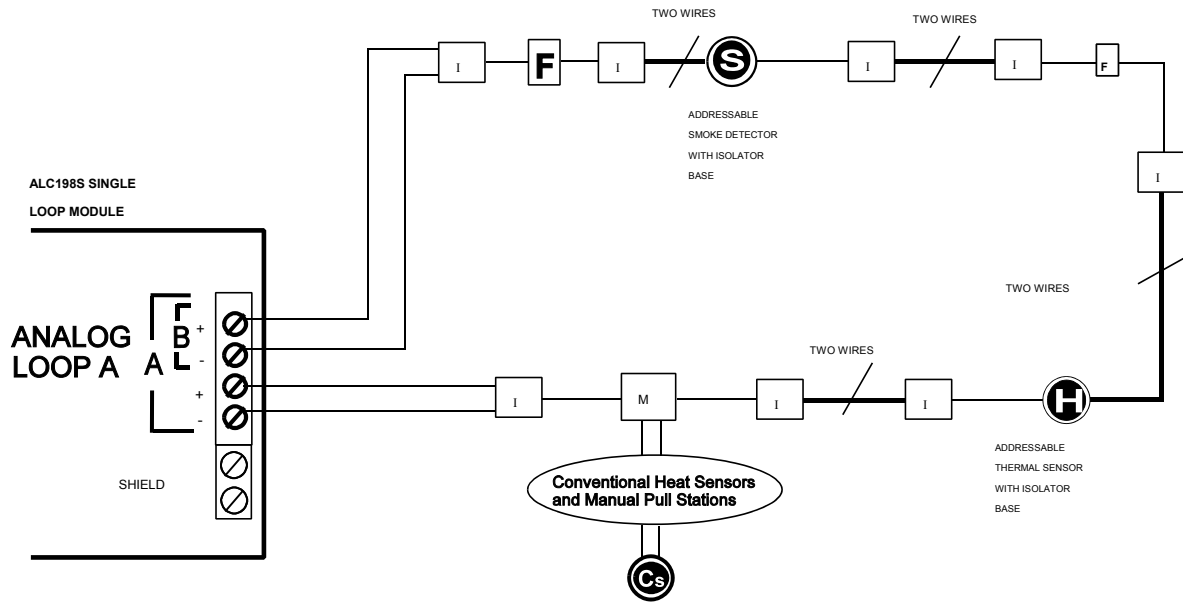 TWO WIRES
TWO WIRES
I
F
I
S
I
I
F
ADDRESSABLE
SMOKE DETECTOR
WITH ISOLATOR
BASE
I
ALC198S SINGLE
LOOP MODULE
TWO WIRES
ANALOG
LOOP A
A
B
+
-
+
-
SHIELD
TWO WIRES
I
M
I
I
H
ADDRESSABLE
THERMAL SENSOR
WITH ISOLATOR
BASE
Conventional Heat Sensors
and Manual Pull Stations
Cs